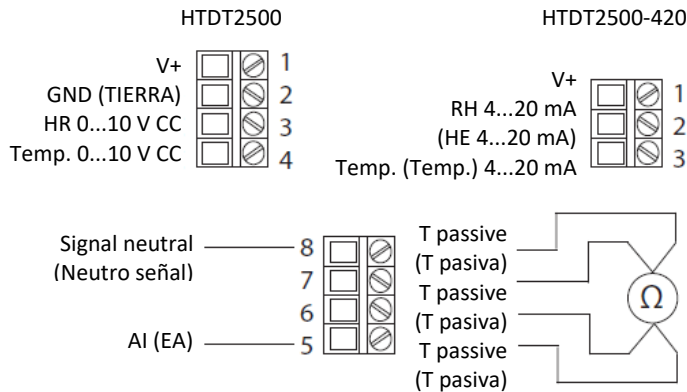 HTDT2500
V+
GND (TIERRA)
HR 0...10 V CC
Temp. 0...10 V CC
1
2
3
4
HTDT2500-420
V+
RH 4...20 mA
(HE 4...20 mA)
Temp. (Temp.) 4...20 mA
1
2
3
Signal neutral
(Neutro señal)
AI (EA)
8
7
6
5
T passive
(T pasiva)
T passive
(T pasiva)
T passive
(T pasiva)
Ω